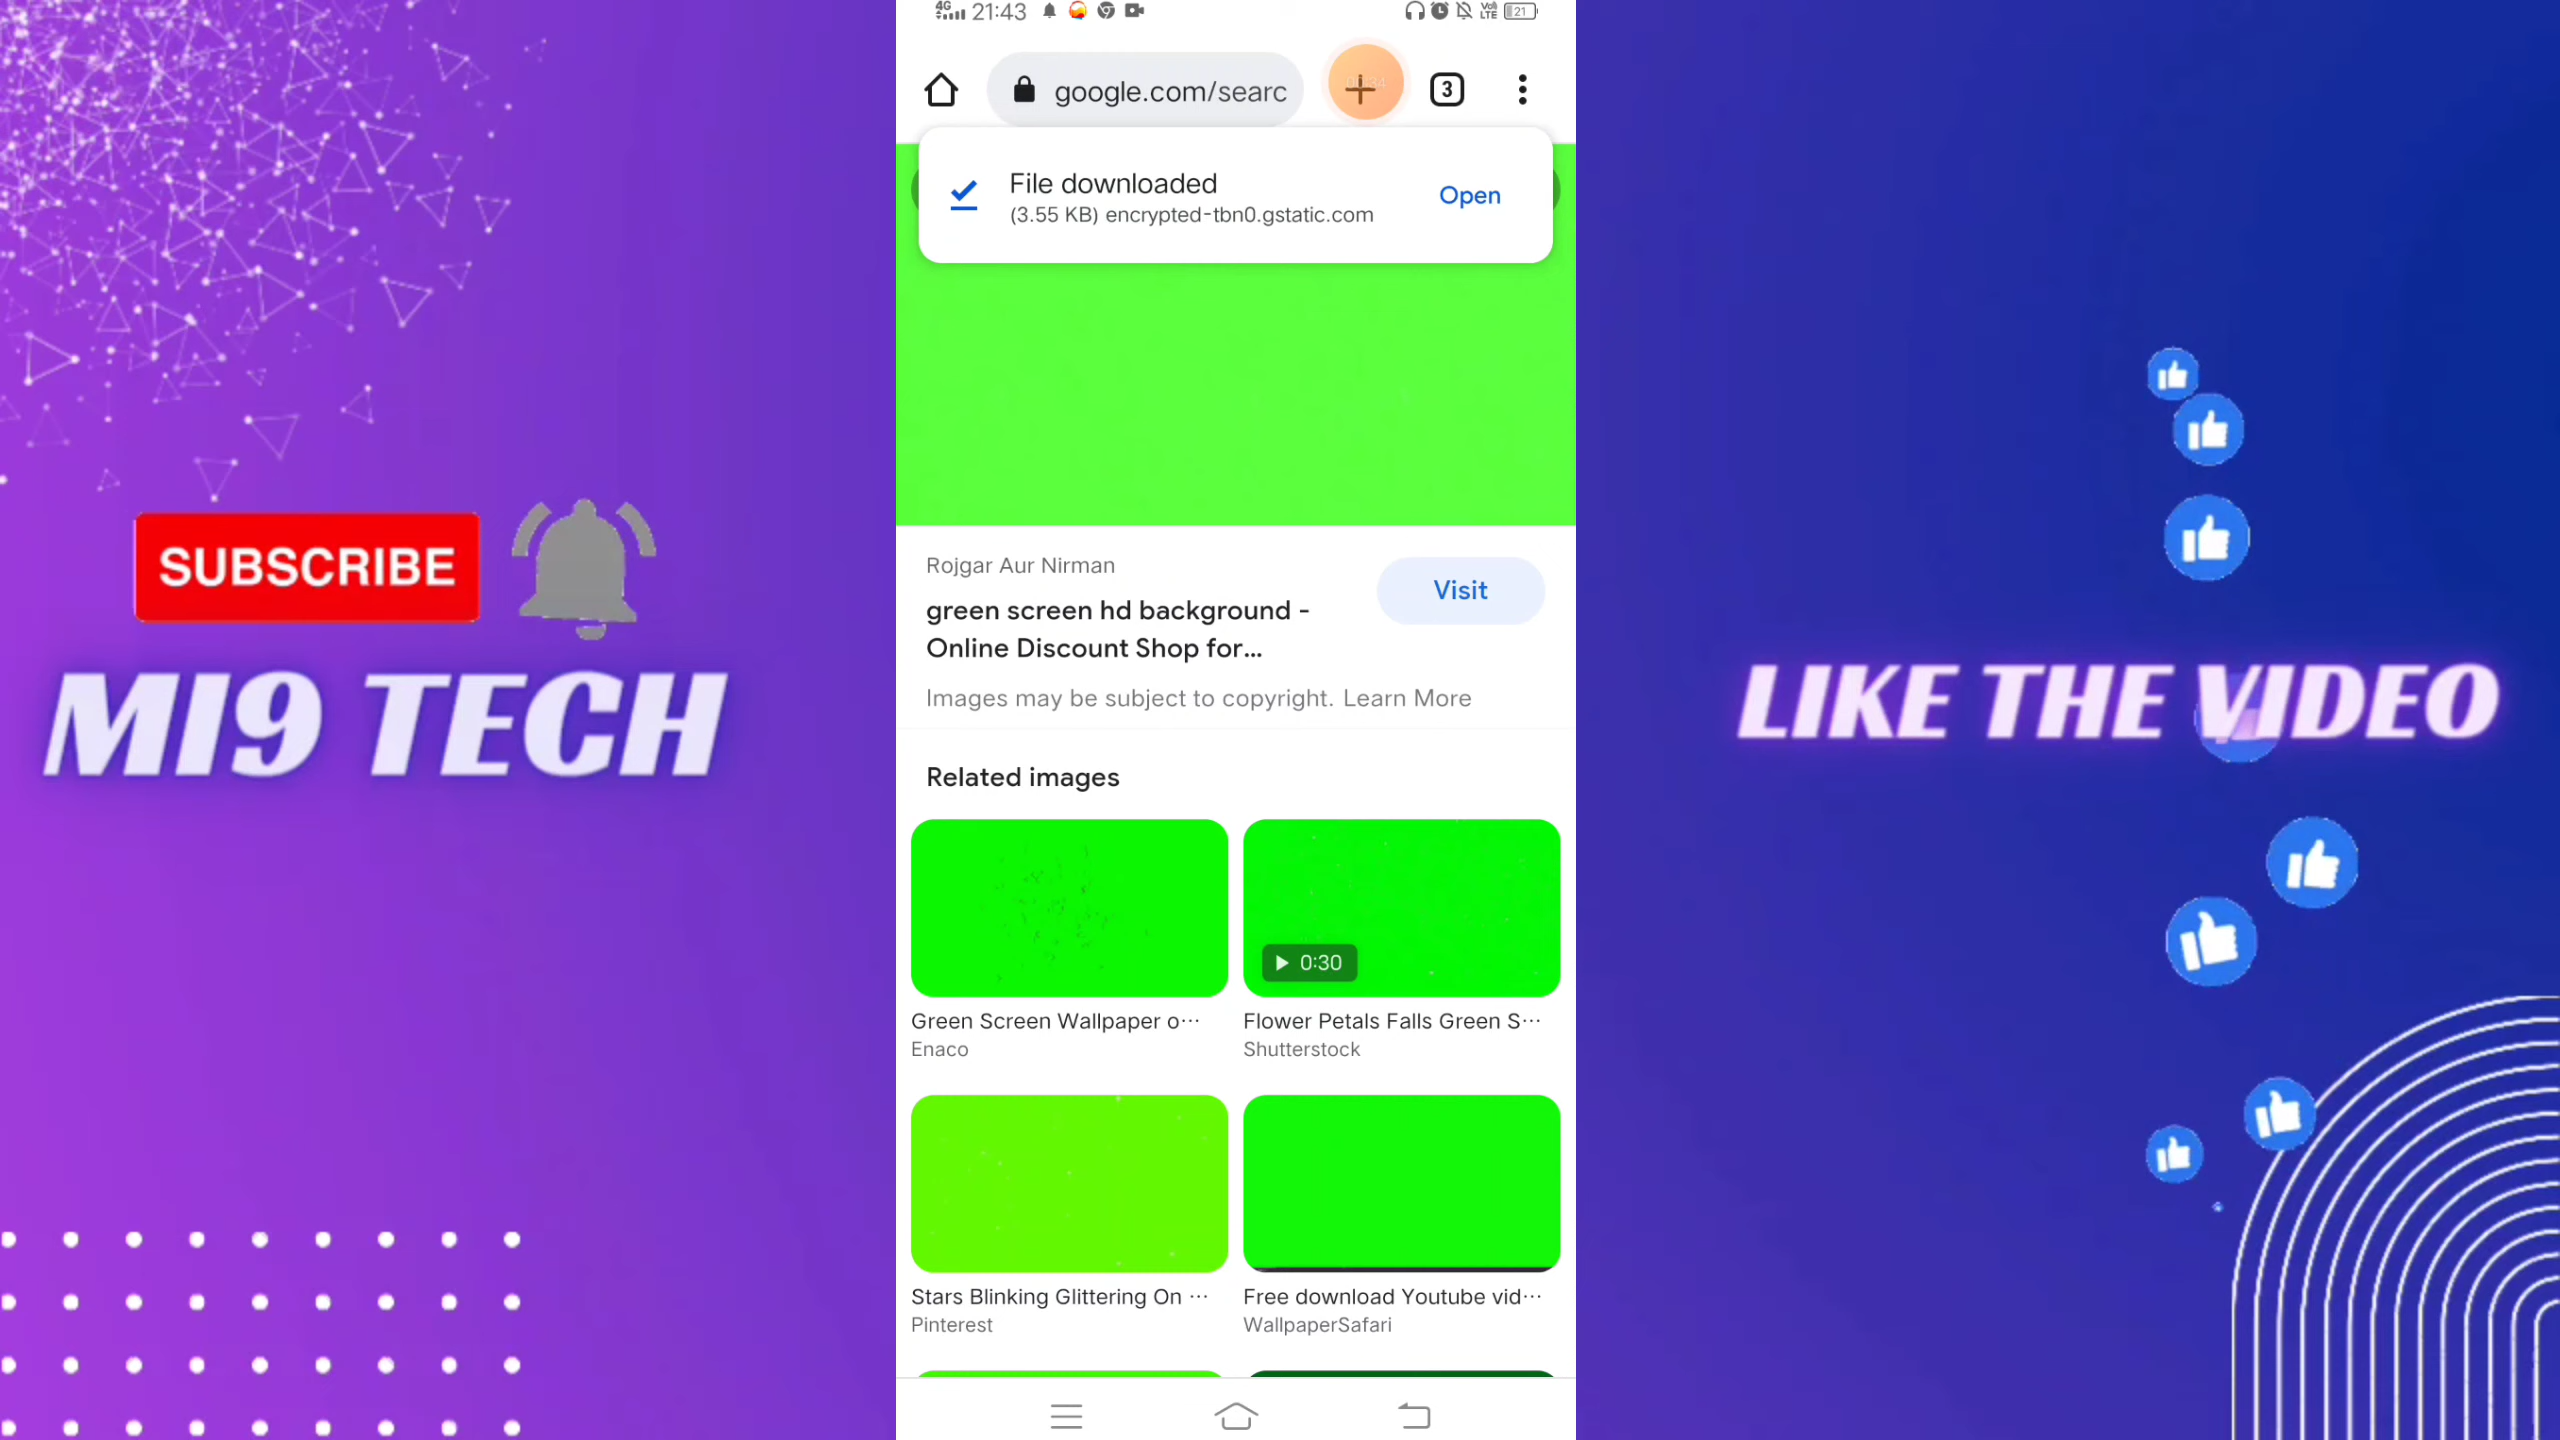 SUBSCRIBE
MI9 TECH
4G 21:43
VoLTE 21
google.com/searc
3
File downloaded
(3.55 KB) encrypted-tbn0.gstatic.com
Open
Rojgar Aur Nirman
green screen hd background -
Online Discount Shop for...
Visit
Images may be subject to copyright. Learn More
Related images
0:30
Green Screen Wallpaper o···
Enaco
Flower Petals Falls Green S···
Shutterstock
Stars Blinking Glittering On ···
Pinterest
Free download Youtube vid···
WallpaperSafari
LIKE THE VIDEO